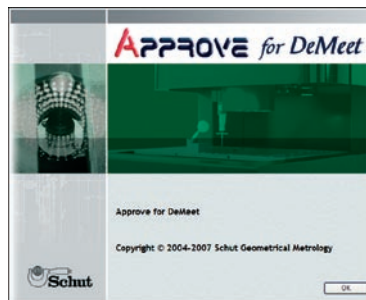 APPROVE for DeMeet
Approve for DeMeet
Copyright © 2004-2007 Schut Geometrical Metrology
Schut
OK